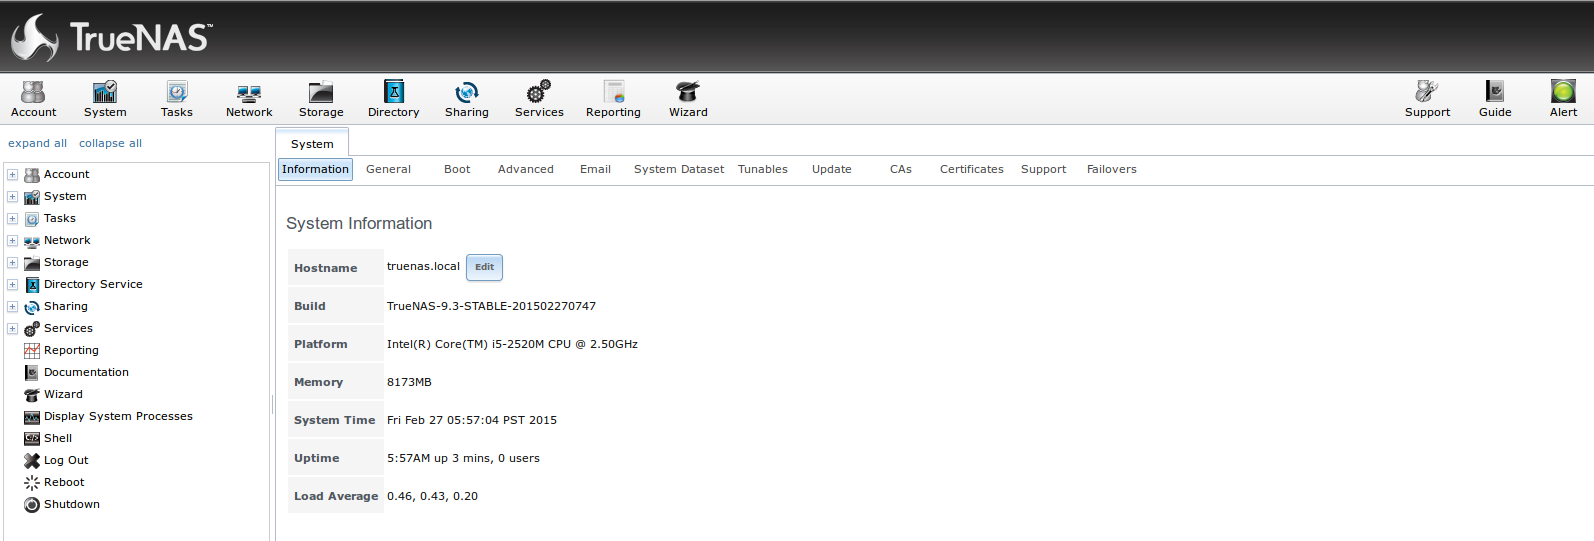 TrueNAS™
Account System Tasks Network Storage Directory Sharing Services Reporting Wizard Support Guide Alert
expand all collapse all
Account
System
Tasks
Network
Storage
Directory Service
Sharing
Services
Reporting
Documentation
Wizard
Display System Processes
Shell
Log Out
Reboot
Shutdown
System
Information General Boot Advanced Email System Dataset Tunables Update CAs Certificates Support Failovers
System Information
Hostname truenas.local Edit
Build TrueNAS-9.3-STABLE-201502270747
Platform Intel(R) Core(TM) i5-2520M CPU @ 2.50GHz
Memory 8173MB
System Time Fri Feb 27 05:57:04 PST 2015
Uptime 5:57AM up 3 mins, 0 users
Load Average 0.46, 0.43, 0.20